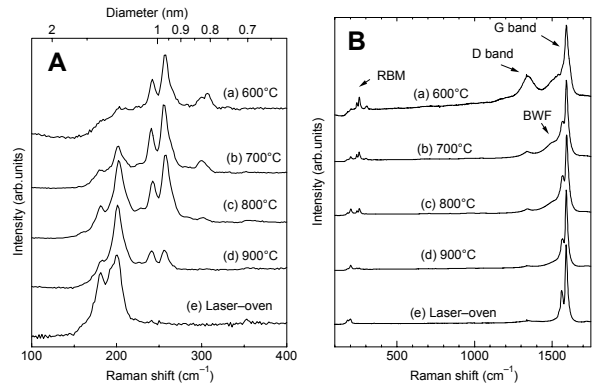 Diameter (nm)
2 1 0.9 0.8 0.7
A
(a) 600°C
(b) 700°C
(c) 800°C
(d) 900°C
(e) Laser–oven
Intensity (arb.units)
100 200 300 400
Raman shift (cm⁻¹)
B
G band
D band
RBM
(a) 600°C
BWF
(b) 700°C
(c) 800°C
(d) 900°C
(e) Laser–oven
Intensity (arb.units)
500 1000 1500
Raman shift (cm⁻¹)